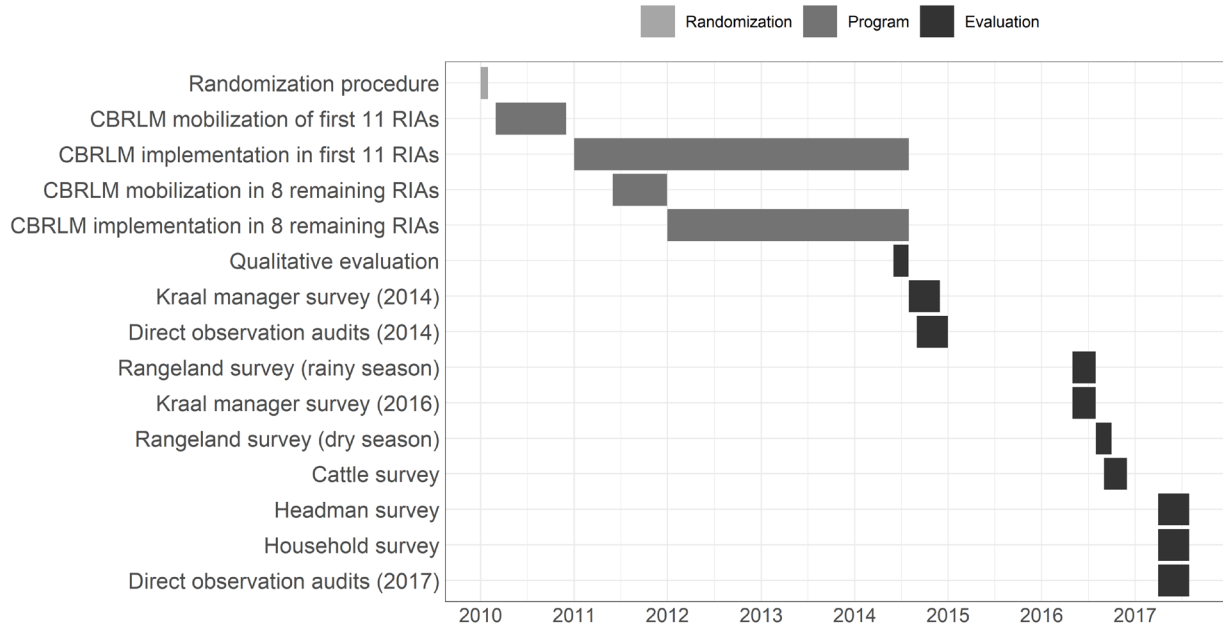 Randomization Program Evaluation
Randomization procedure
CBRLM mobilization of first 11 RIAs
CBRLM implementation in first 11 RIAs
CBRLM mobilization in 8 remaining RIAs
CBRLM implementation in 8 remaining RIAs
Qualitative evaluation
Kraal manager survey (2014)
Direct observation audits (2014)
Rangeland survey (rainy season)
Kraal manager survey (2016)
Rangeland survey (dry season)
Cattle survey
Headman survey
Household survey
Direct observation audits (2017)
2010 2011 2012 2013 2014 2015 2016 2017